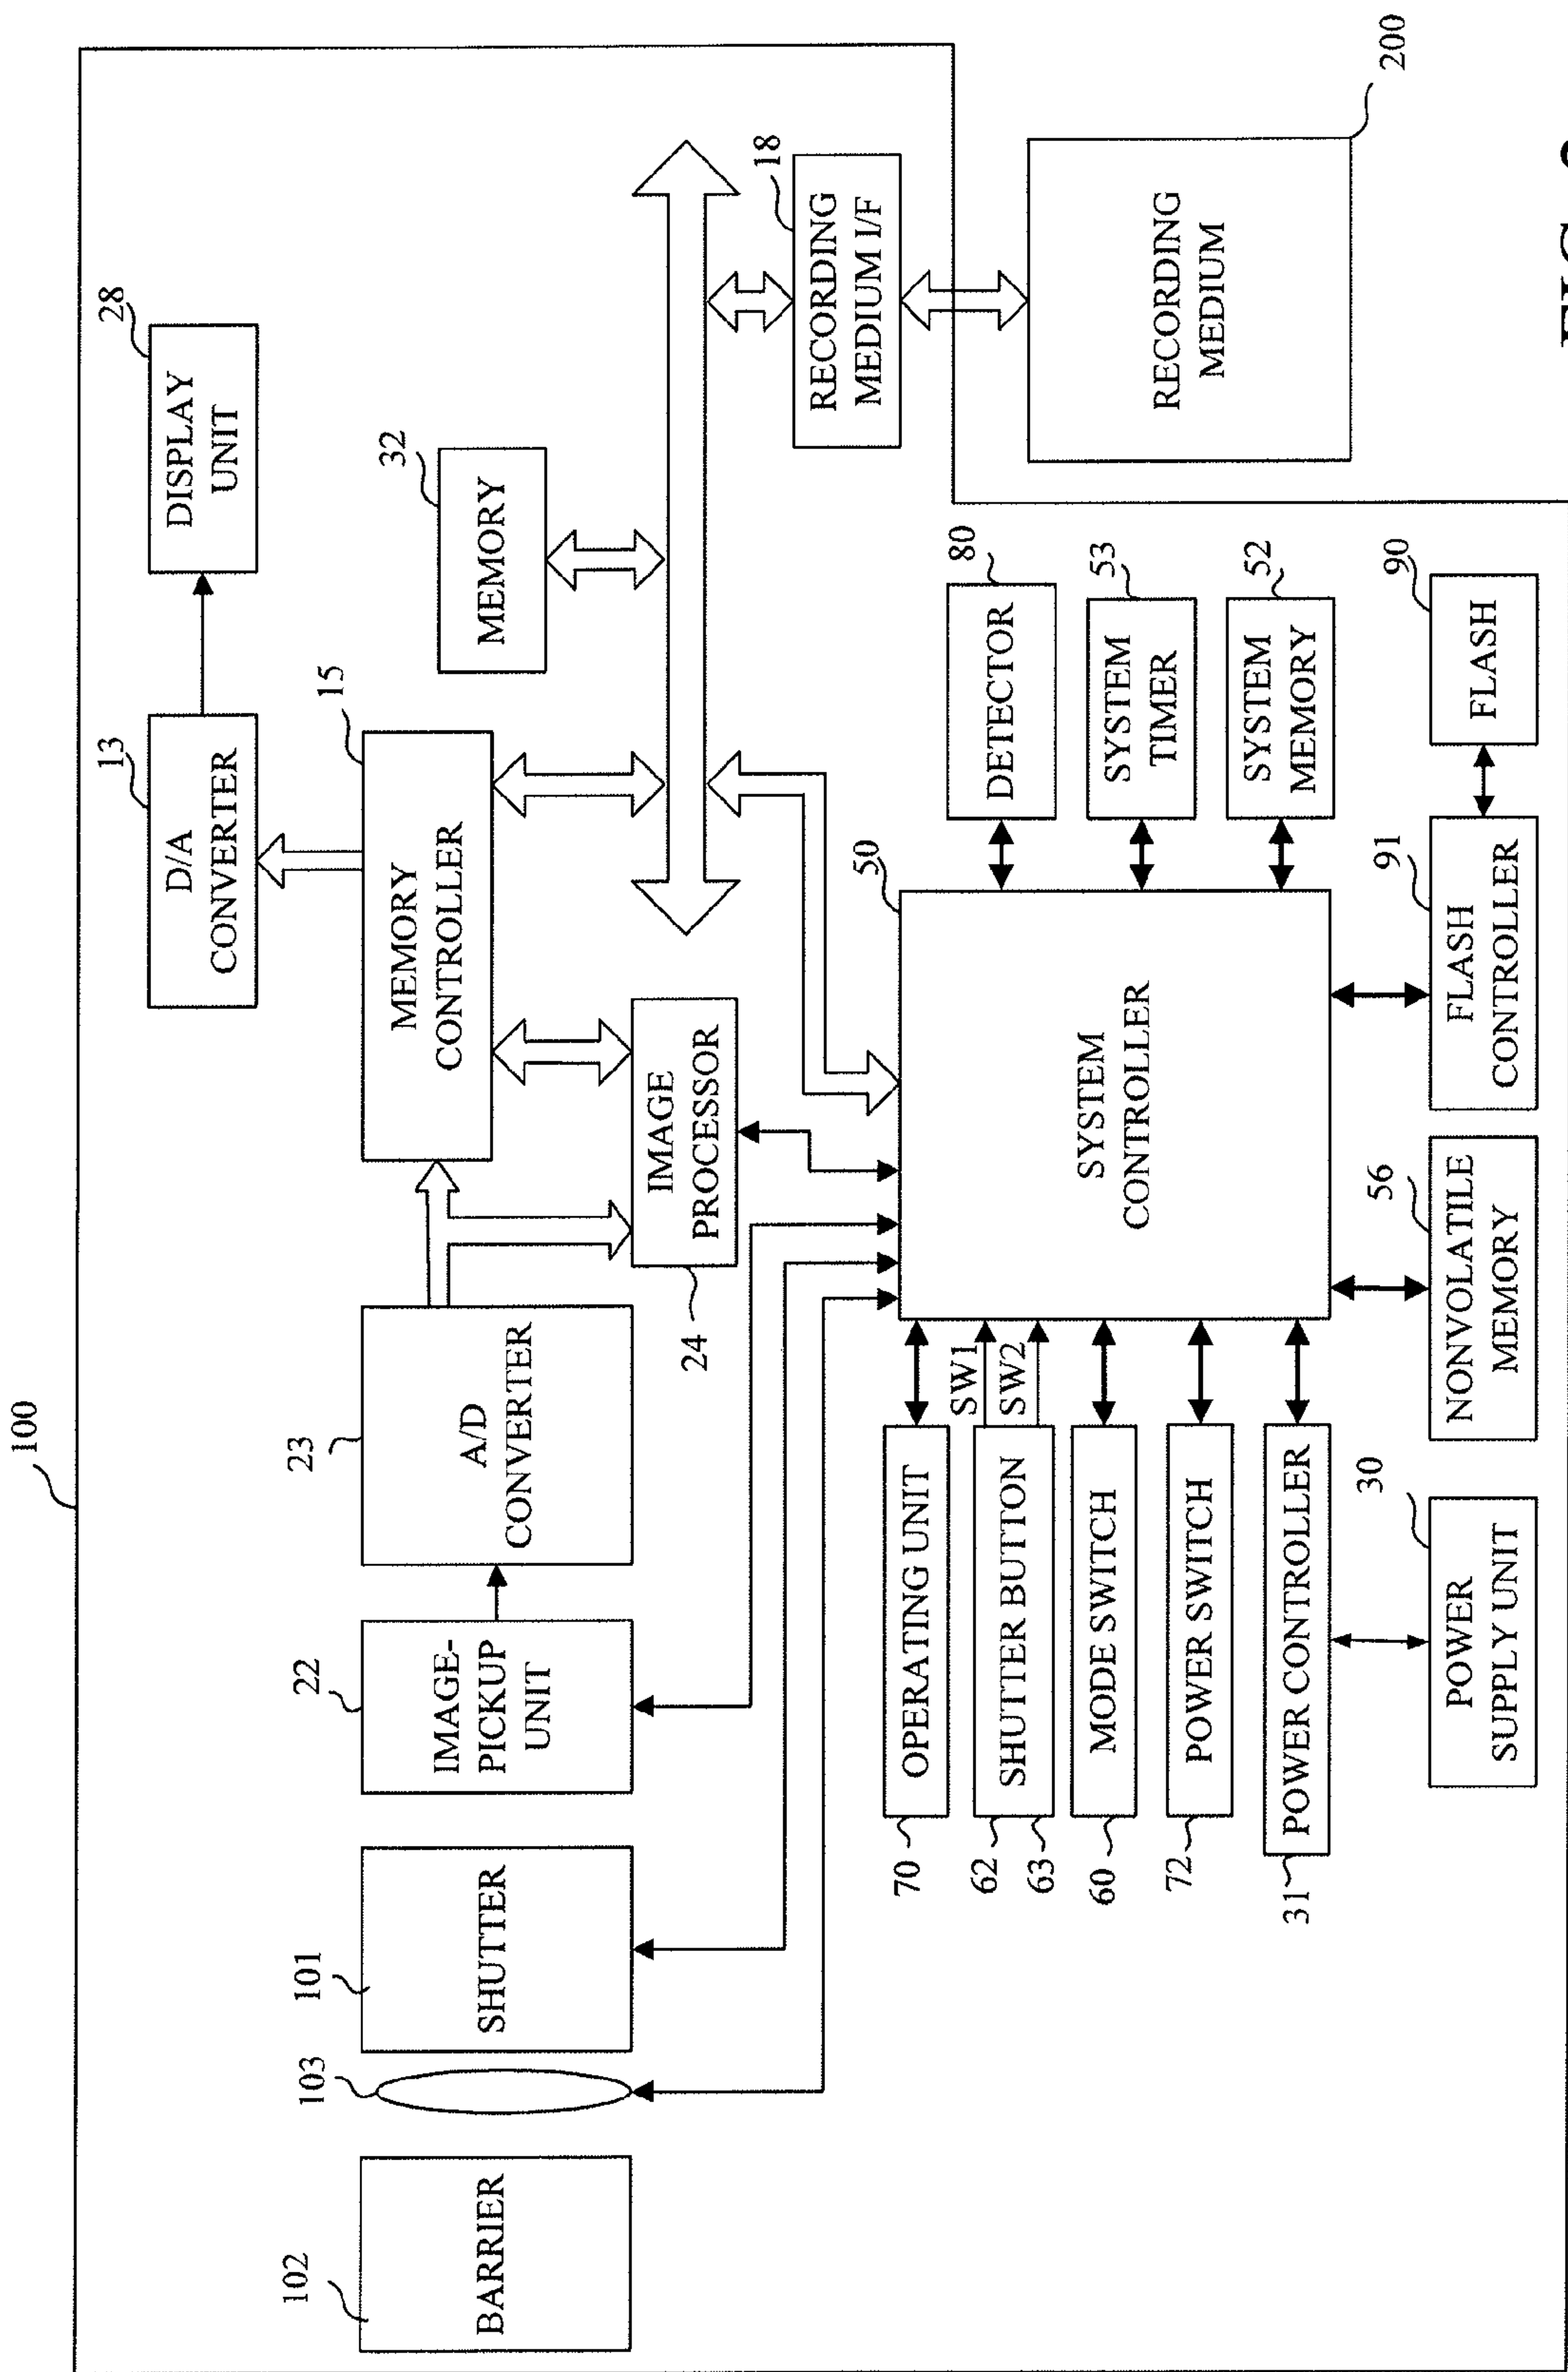 100
102
BARRIER
103
101
SHUTTER
22
IMAGE-
PICKUP
UNIT
23
A/D
CONVERTER
24
IMAGE
PROCESSOR
15
MEMORY
CONTROLLER
13
D/A
CONVERTER
28
DISPLAY
UNIT
32
MEMORY
18
RECORDING
MEDIUM I/F
200
RECORDING
MEDIUM
50
SYSTEM
CONTROLLER
70
OPERATING UNIT
62
63
SHUTTER BUTTON
SW1
SW2
60
MODE SWITCH
72
POWER SWITCH
31
POWER CONTROLLER
30
POWER
SUPPLY UNIT
56
NONVOLATILE
MEMORY
91
FLASH
CONTROLLER
90
FLASH
80
DETECTOR
53
SYSTEM
TIMER
52
SYSTEM
MEMORY